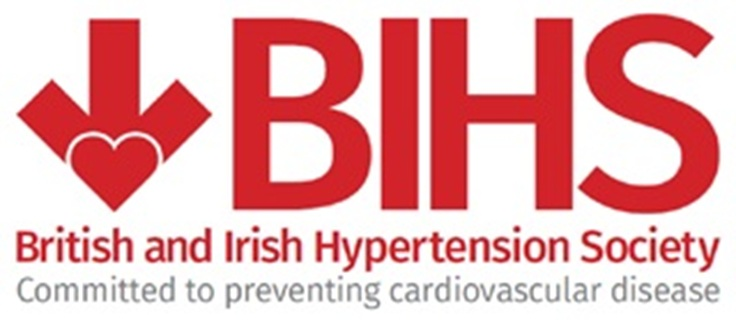 BIHS
British and Irish Hypertension Society
Committed to preventing cardiovascular disease